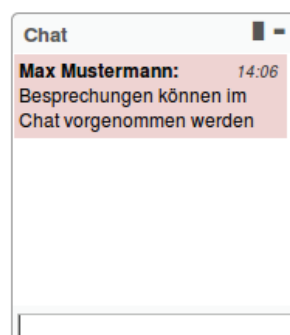 Chat
Max Mustermann: 14:06
Besprechungen können im
Chat vorgenommen werden